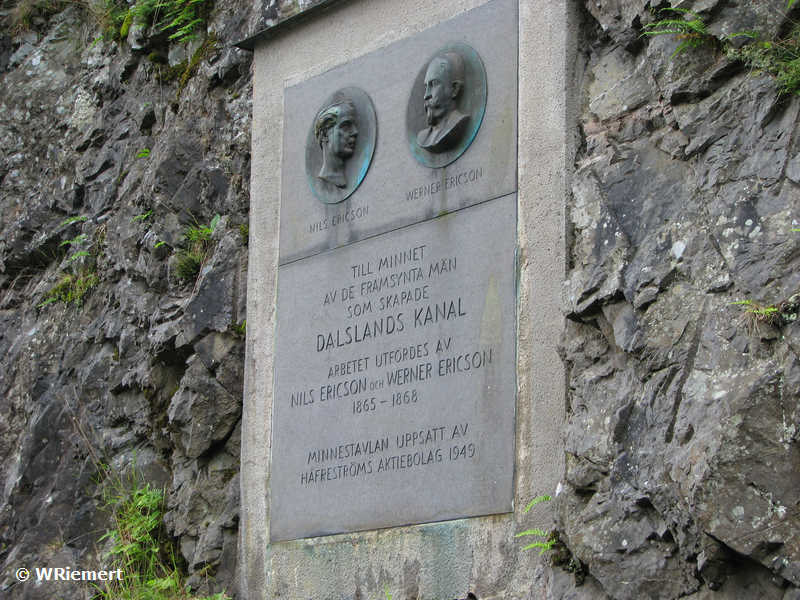 NILS ERICSON
WERNER ERICSON
TILL MINNET
AV DE FRAMSYNTA MÄN
SOM SKAPADE
DALSLANDS KANAL
ARBETET UTFÖRDES AV
NILS ERICSON OCH WERNER ERICSON
1865 - 1868
MINNESTAVLAN UPPSATT AV
HÅFRESTRÖMS AKTIEBOLAG 1949
© WRiemert